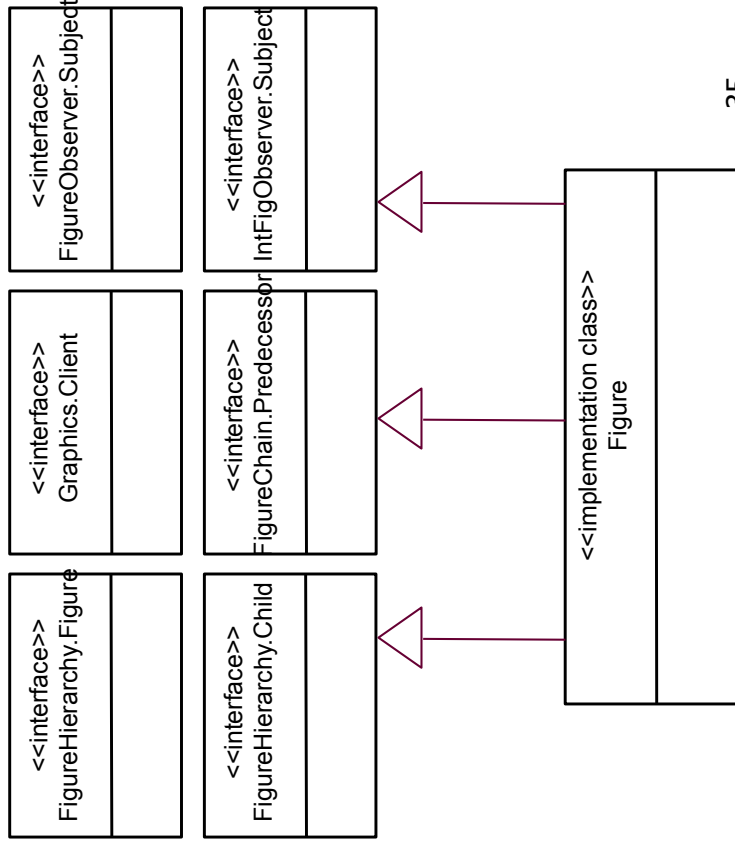 <<interface>>
FigureHierarchy.Figure
<<interface>>
Graphics.Client
<<interface>>
FigureObserver.Subject
<<interface>>
FigureHierarchy.Child
<<interface>>
FigureChain.Predecessor
<<interface>>
IntFigObserver.Subject
<<implementation class>>
Figure